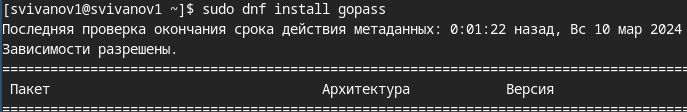 [svivanov1@svivanov1 ~]$ sudo dnf install gopass
Последняя проверка окончания срока действия метаданных: 0:01:22 назад, Вс 10 мар 2024
Зависимости разрешены.
================================================================================
Пакет Архитектура Версия
================================================================================